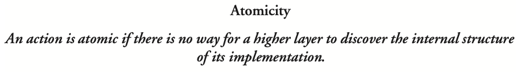 Atomicity
An action is atomic if there is no way for a higher layer to discover the internal structure
of its implementation.